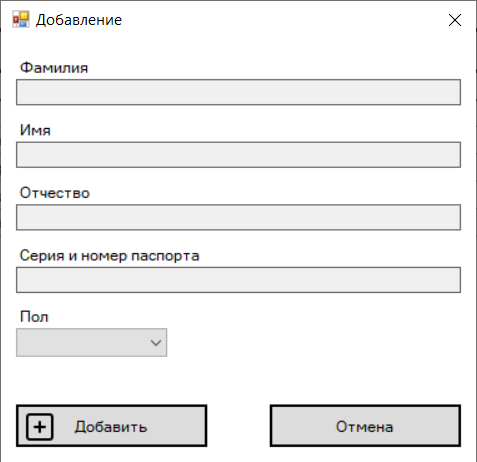 Добавление
Фамилия
Имя
Отчество
Серия и номер паспорта
Пол
Добавить
Отмена